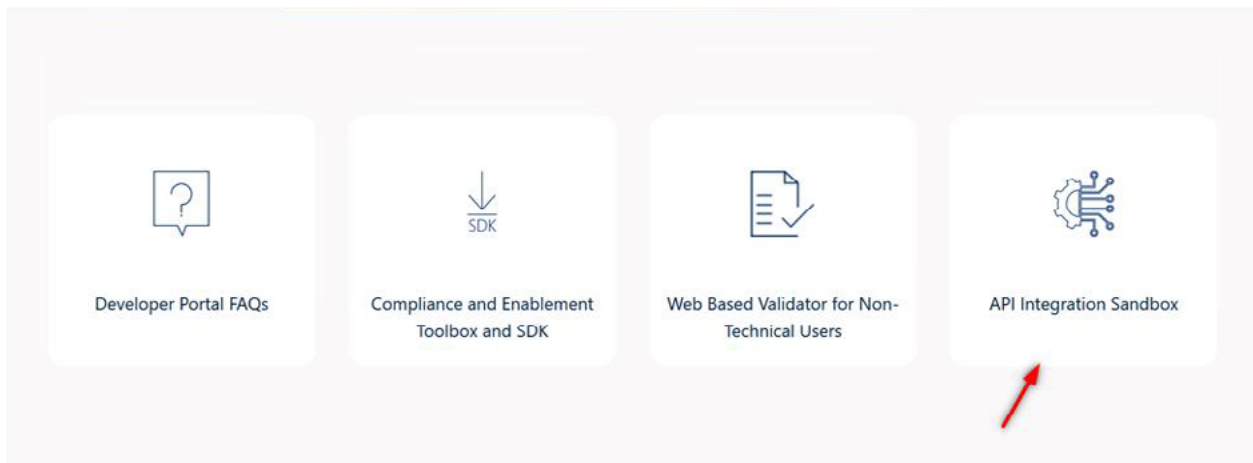 SDK
Developer Portal FAQs
Compliance and Enablement
Toolbox and SDK
Web Based Validator for Non-
Technical Users
API Integration Sandbox